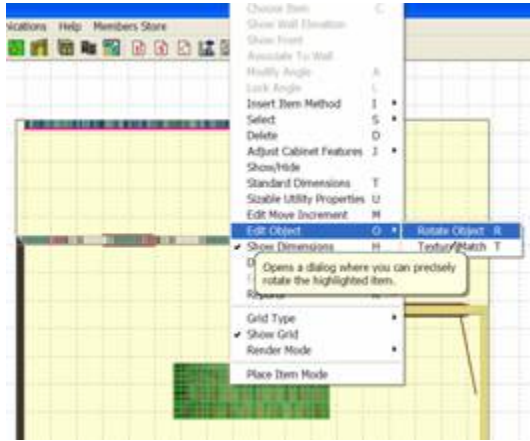 ications Help Members Store
Choose Item C
Show Wall Elevation
Show Front
Associate To Wall
Modify Angle A
Lock Angle L
Insert Item Method I
Select S
Delete D
Adjust Cabinet Features J
Show/Hide
Standard Dimensions T
Sizable Utility Properties U
Edit Move Increment M
Edit Object O
Rotate Object R
Show Dimensions H
Texture Match T
Opens a dialog where you can precisely
rotate the highlighted item.
Grid Type
Show Grid
Render Mode
Place Item Mode